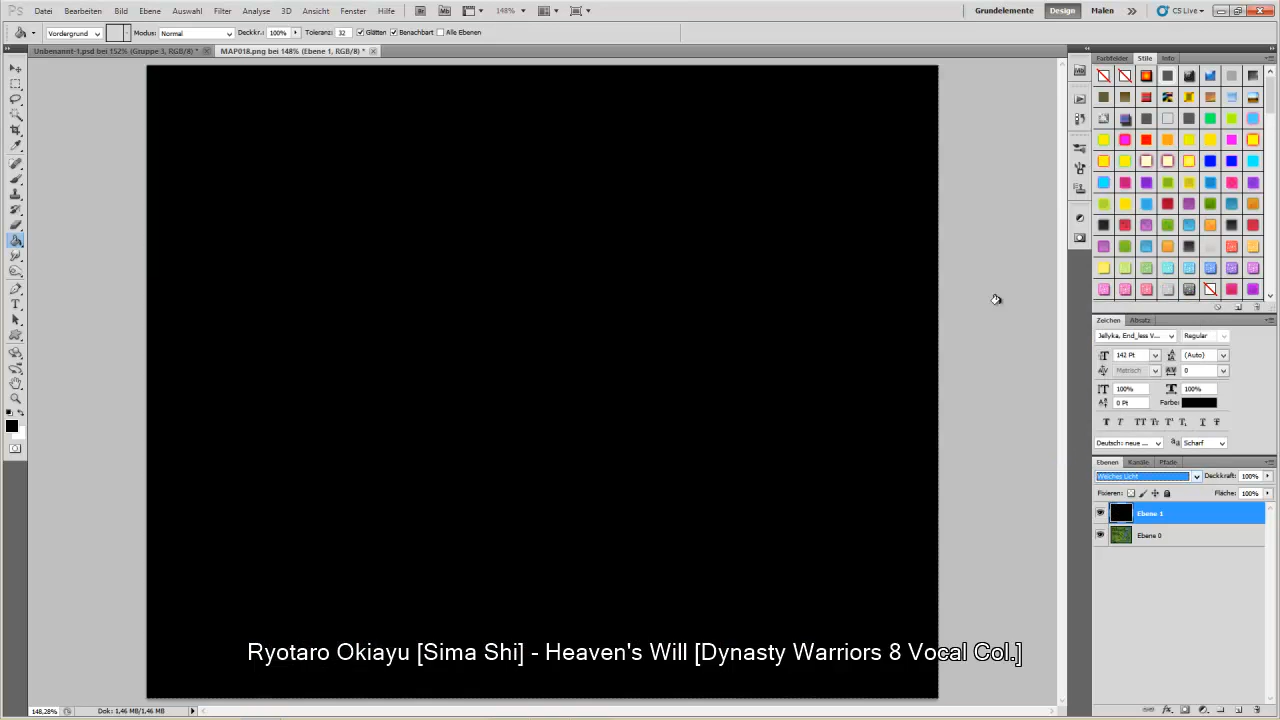 Ps Datei Bearbeiten Bild Ebene Auswahl Filter Analyse 3D Ansicht Fenster Hilfe 148% Grundelemente Design Malen CS Live
Vordergrund Modus: Normal Deckkr.: 100% Toleranz: 32 Glätten Benachbart Alle Ebenen
Unbenannt-1.psd bei 152% (Gruppe 3, RGB/8) * MAP018.png bei 148% (Ebene 1, RGB/8) *
Farbfelder Stile Info
Zeichen Absatz
Jellyka, End_less V... Regular
142 Pt (Auto)
Metrisch 0
100% 100%
0 Pt Farbe:
Deutsch: neue ... Scharf
Ebenen Kanäle Pfade
Weiches Licht Deckkraft: 100%
Fixieren: Fläche: 100%
Ebene 1
Ebene 0
Ryotaro Okiayu [Sima Shi] - Heaven's Will [Dynasty Warriors 8 Vocal Col.]
148,28% Dok: 1,46 MB/1,46 MB